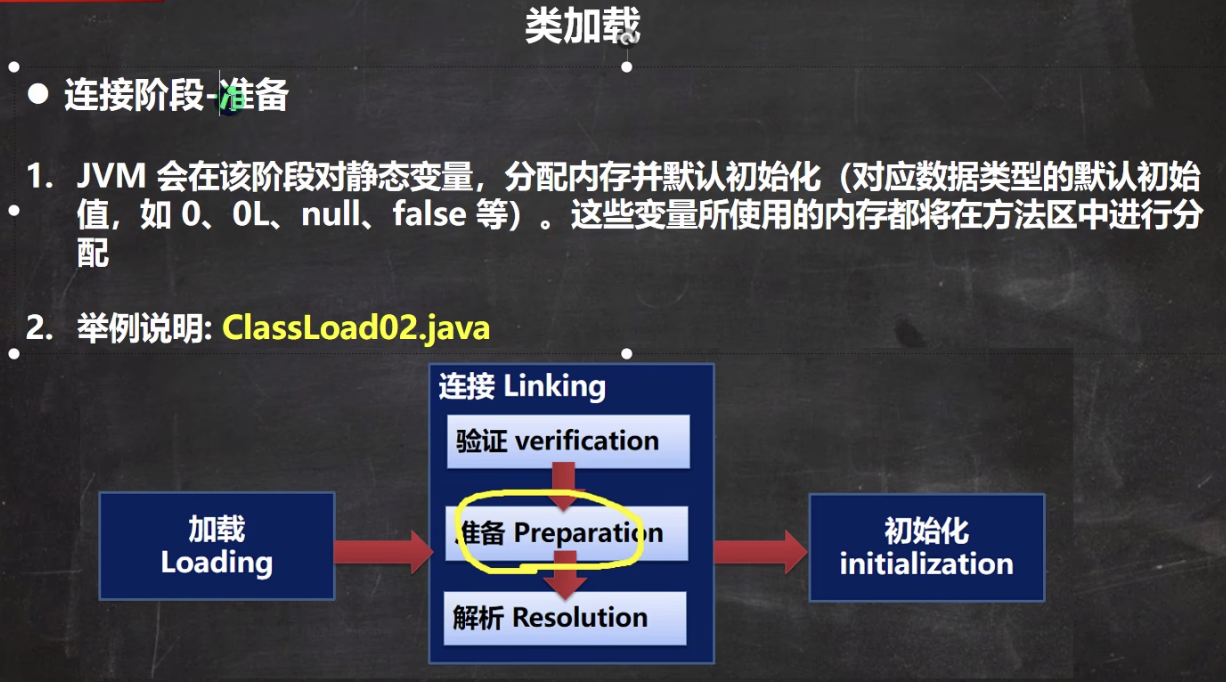 类加载
● 连接阶段-准备
1. JVM 会在该阶段对静态变量，分配内存并默认初始化（对应数据类型的默认初始
值，如 0、0L、null、false 等）。这些变量所使用的内存都将在方法区中进行分
配
2. 举例说明: ClassLoad02.java
连接 Linking
验证 verification
准备 Preparation
解析 Resolution
加载
Loading
初始化
initialization